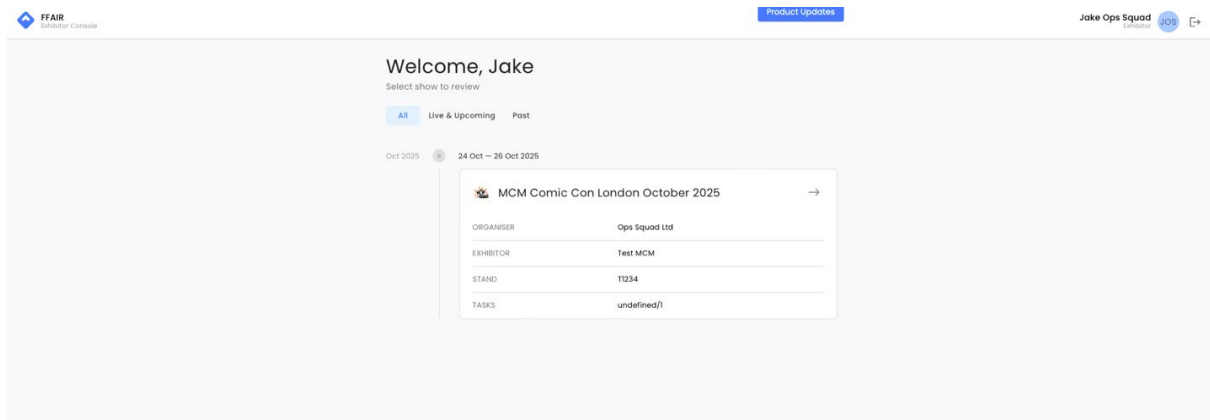 FFAIR
Exhibitor Console
Product Updates
Jake Ops Squad
Exhibitor
JOS
Welcome, Jake
Select show to review
All Live & Upcoming Past
Oct 2025 24 Oct — 26 Oct 2025
MCM Comic Con London October 2025
ORGANISER Ops Squad Ltd
EXHIBITOR Test MCM
STAND T1234
TASKS undefined/1